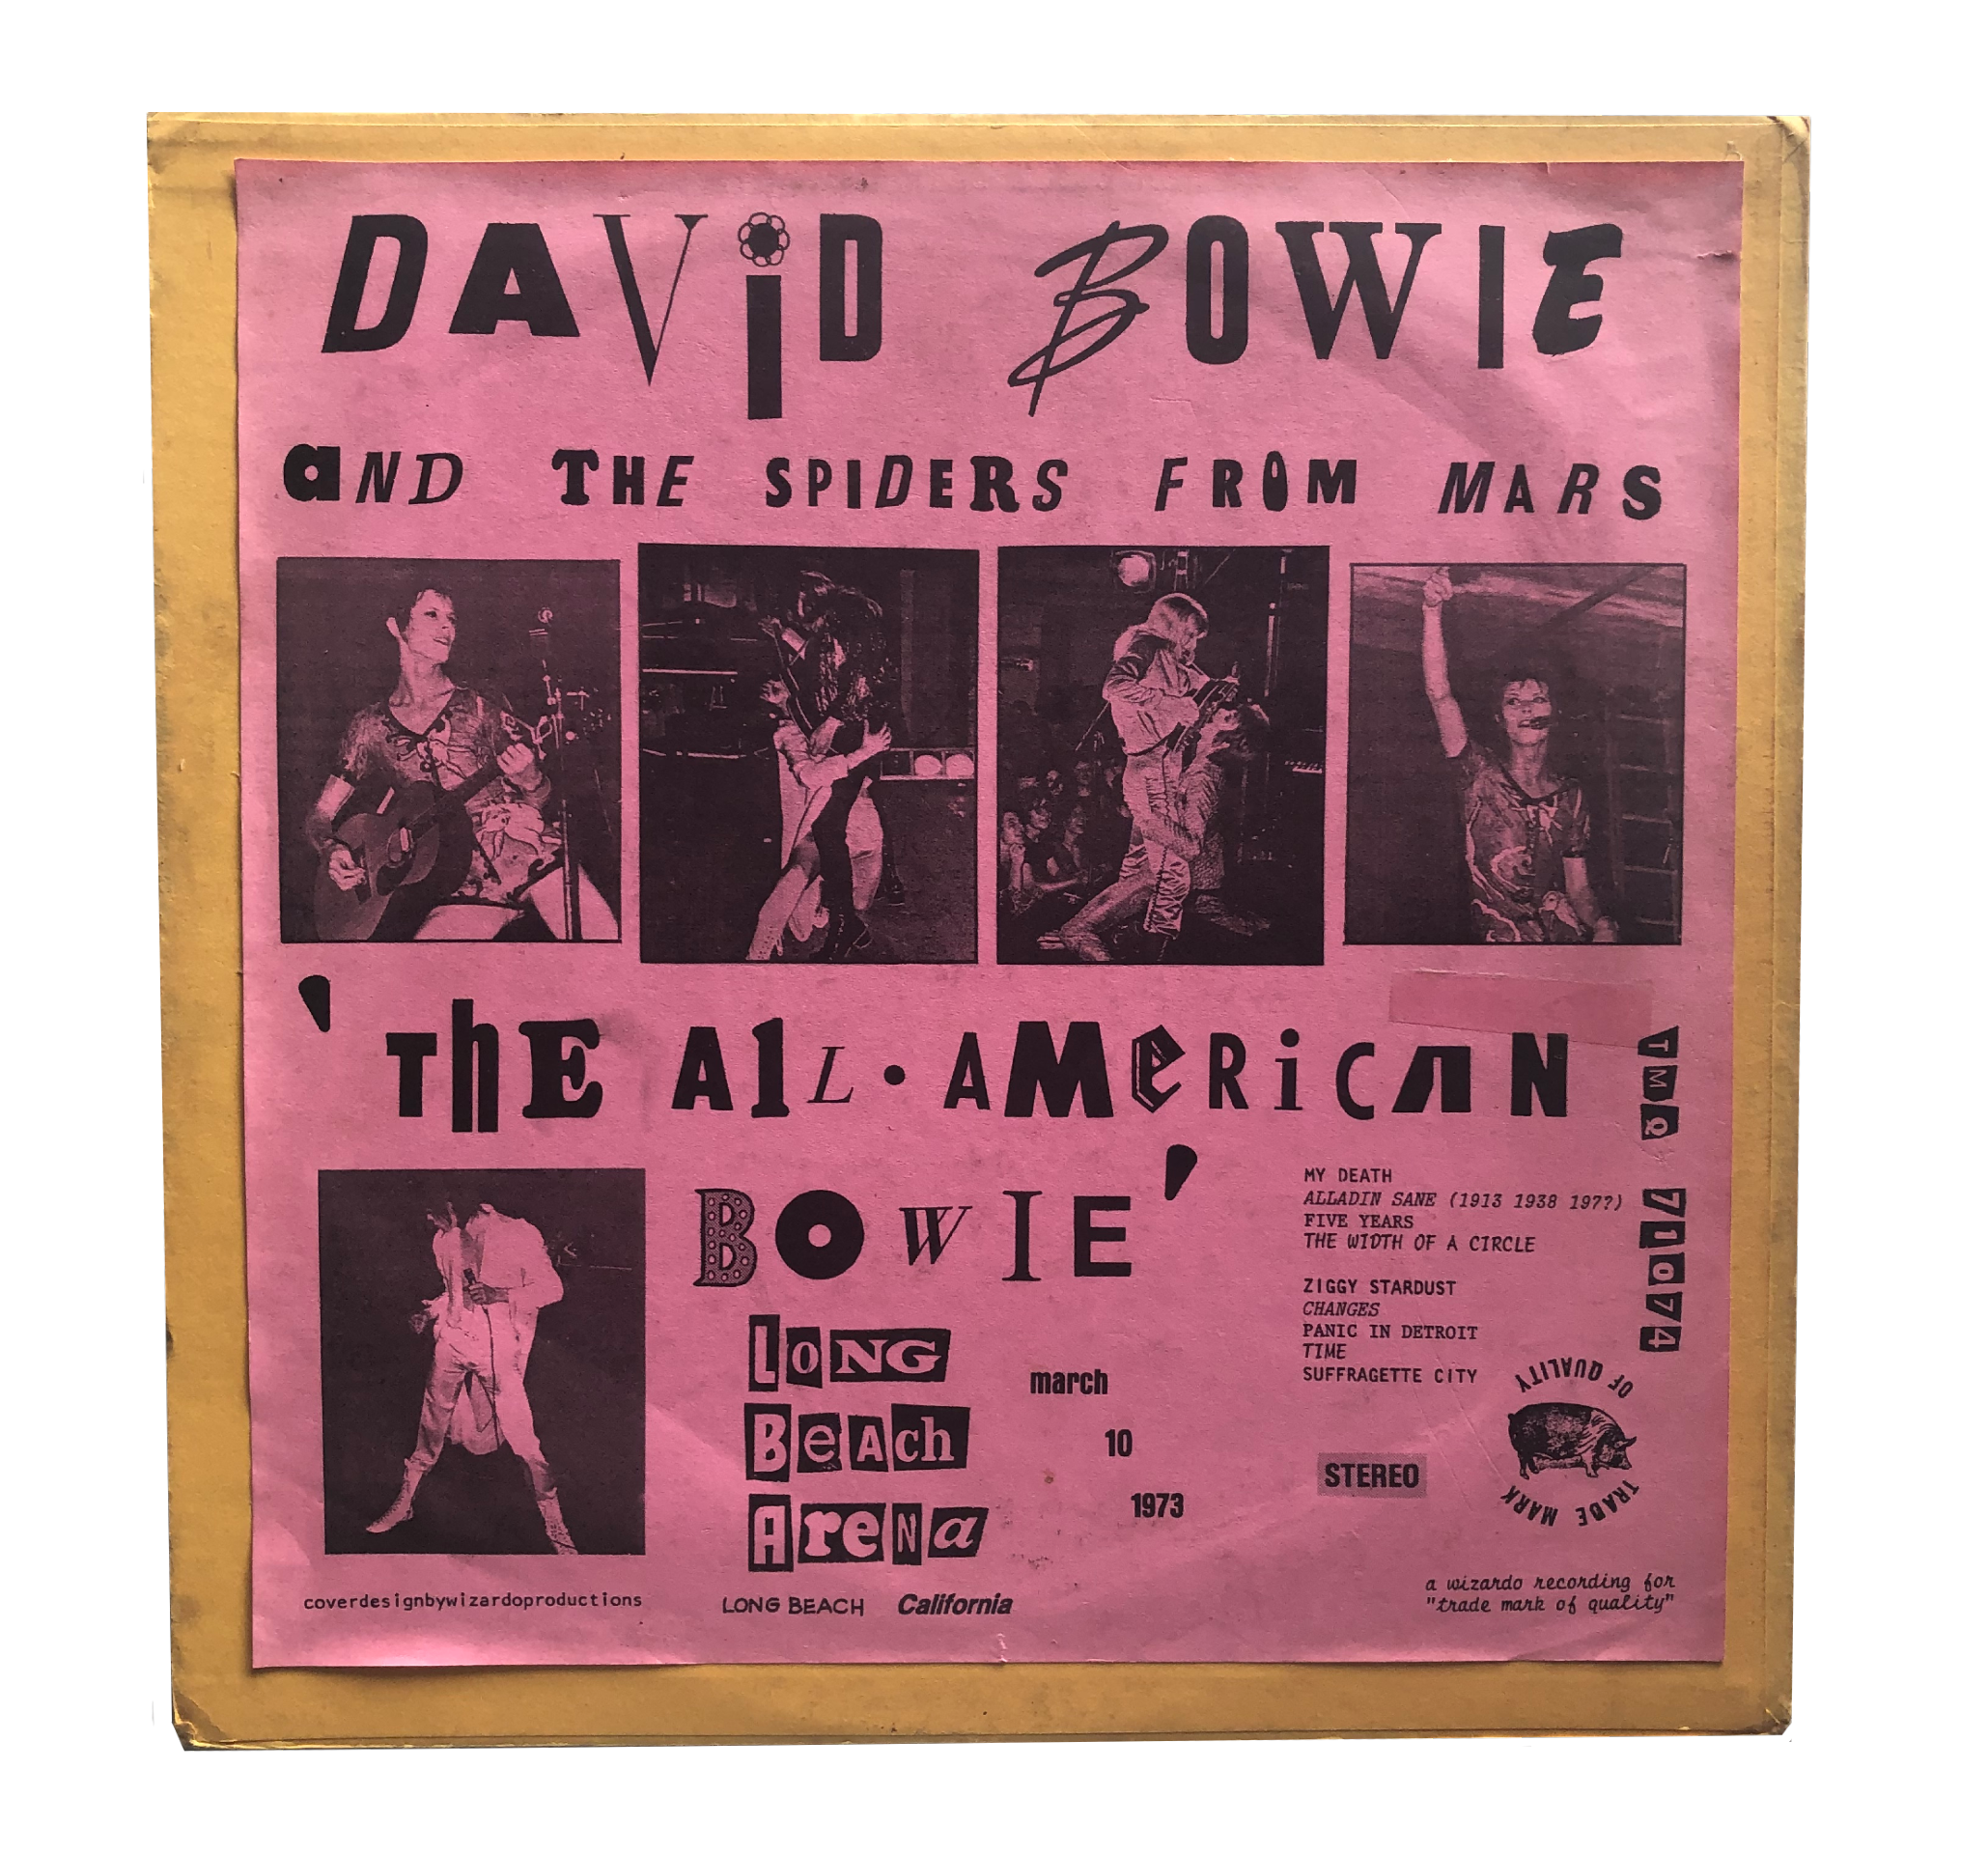 DAViD BOWIE
aND THE SPIDERS FROM MARS
'ThE Al L·AMeRiCAN
BOWIE'
TMQ 71074
MY DEATH
ALLADIN SANE (1913 1938 197?)
FIVE YEARS
THE WIDTH OF A CIRCLE
ZIGGY STARDUST
CHANGES
PANIC IN DETROIT
TIME
SUFFRAGETTE CITY
LONG
BeAch
AreNa
march
10
1973
STEREO
TRADE MARK
OF QUALITY
coverdesignbywizardoproductions
LONG BEACH California
a wizardo recording for
"trade mark of quality"